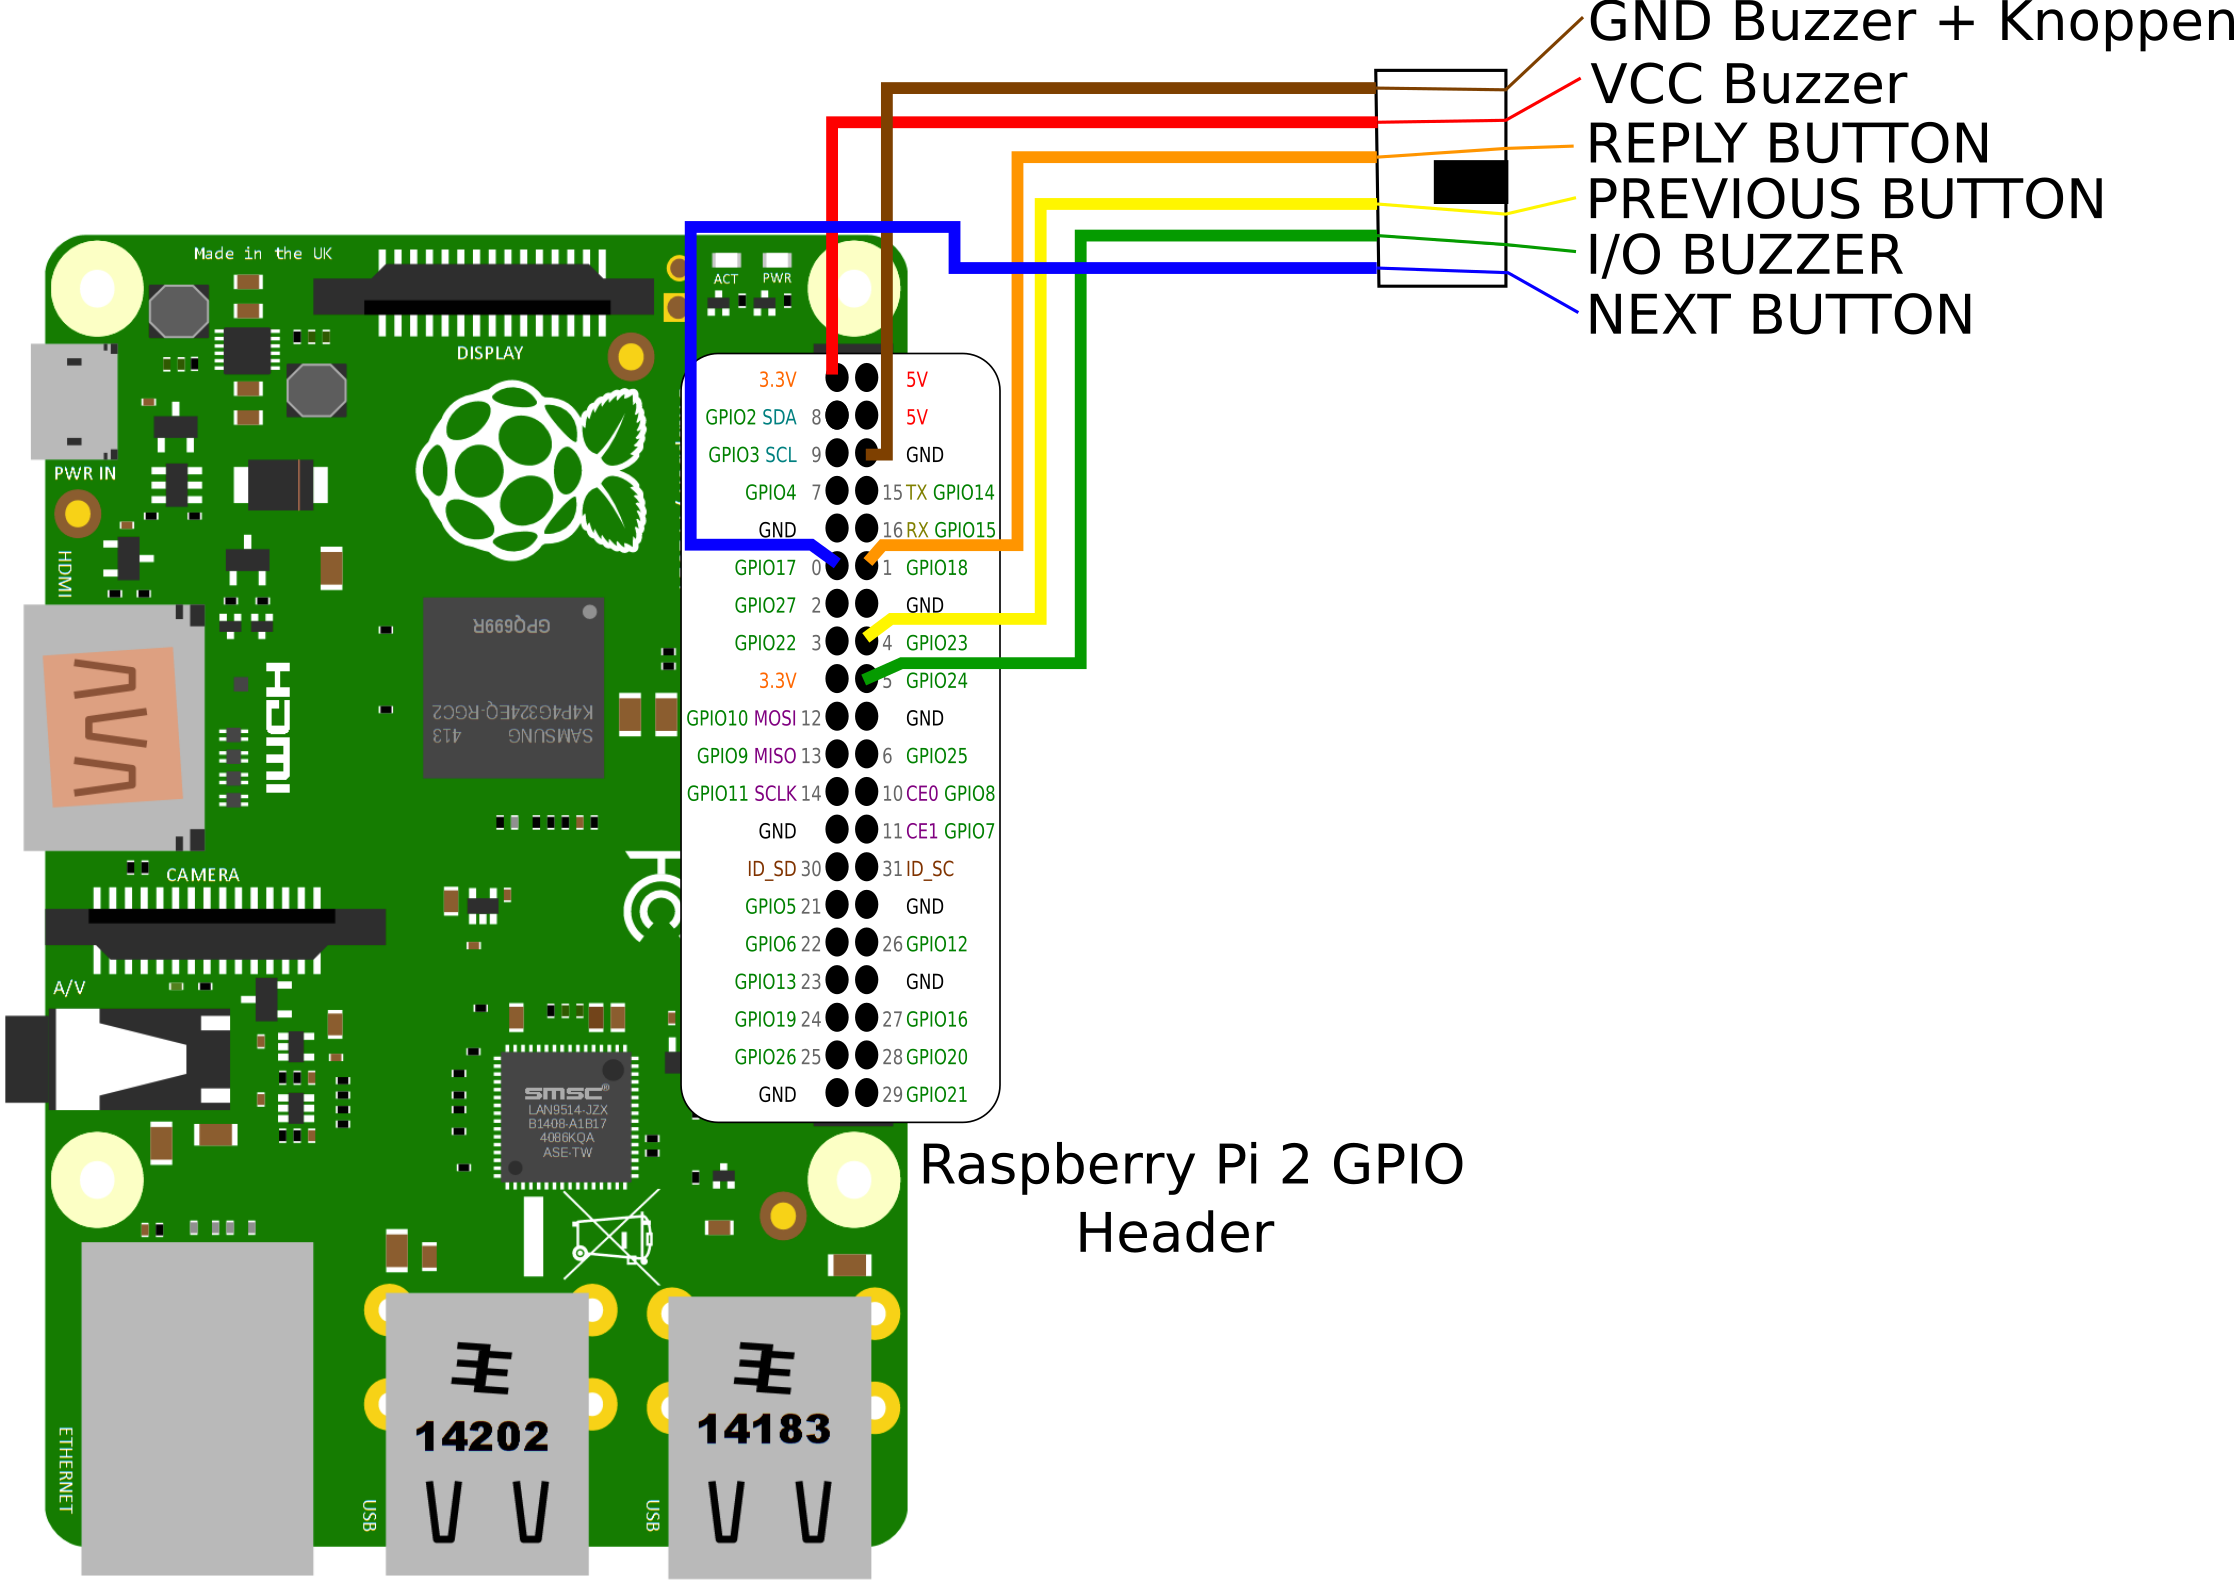 GND Buzzer + Knoppen
VCC Buzzer
REPLY BUTTON
PREVIOUS BUTTON
I/O BUZZER
NEXT BUTTON
Made in the UK
ACT PWR
DISPLAY
PWR IN
HDMI
HDMI
GPQ699R
K4P4G324EQ-RGC2
SAMSUNG 413
CAMERA
A/V
3.3V 5V
GPIO2 SDA 8 5V
GPIO3 SCL 9 GND
GPIO4 7 15 TX GPIO14
GND 16 RX GPIO15
GPIO17 0 1 GPIO18
GPIO27 2 GND
GPIO22 3 4 GPIO23
3.3V 5 GPIO24
GPIO10 MOSI 12 GND
GPIO9 MISO 13 6 GPIO25
GPIO11 SCLK 14 10 CE0 GPIO8
GND 11 CE1 GPIO7
ID_SD 30 31 ID_SC
GPIO5 21 GND
GPIO6 22 26 GPIO12
GPIO13 23 GND
GPIO19 24 27 GPIO16
GPIO26 25 28 GPIO20
GND 29 GPIO21
smsc®
LAN9514-JZX
B1408-A1B17
4086KQA
ASE-TW
Raspberry Pi 2 GPIO
Header
ETHERNET
14202
USB
14183
USB